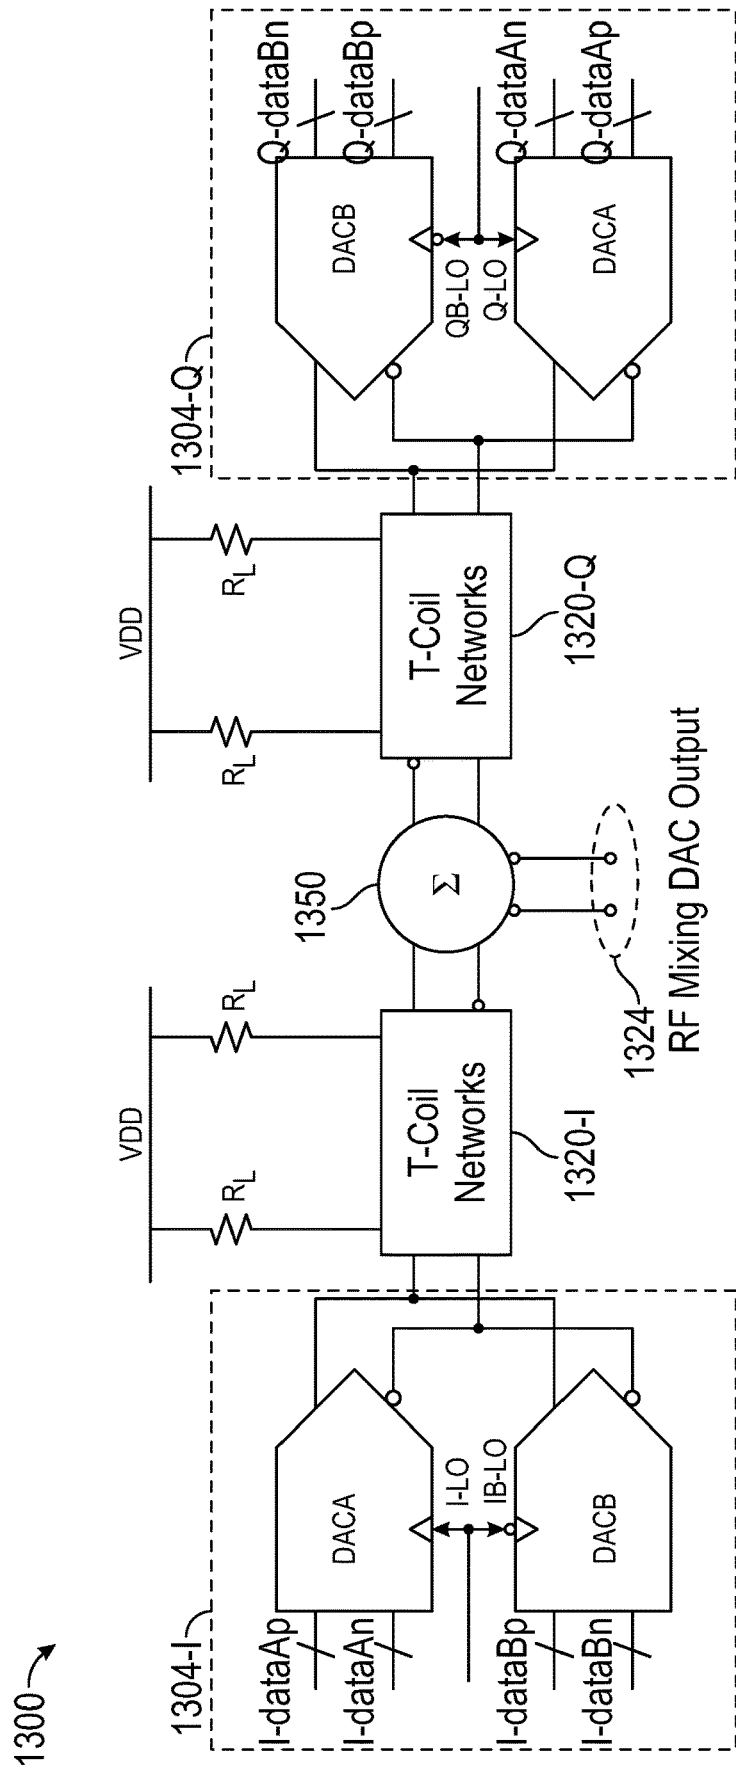 1300
1304-I
I-dataAp
I-dataAn
I-dataBp
I-dataBn
DACA
I-LO
IB-LO
DACB
VDD
RL
RL
T-Coil
Networks
1320-I
1350
Σ
1324
RF Mixing DAC Output
VDD
RL
RL
T-Coil
Networks
1320-Q
1304-Q
DACB
QB-LO
Q-LO
DACA
Q-dataBn
Q-dataBp
Q-dataAn
Q-dataAp